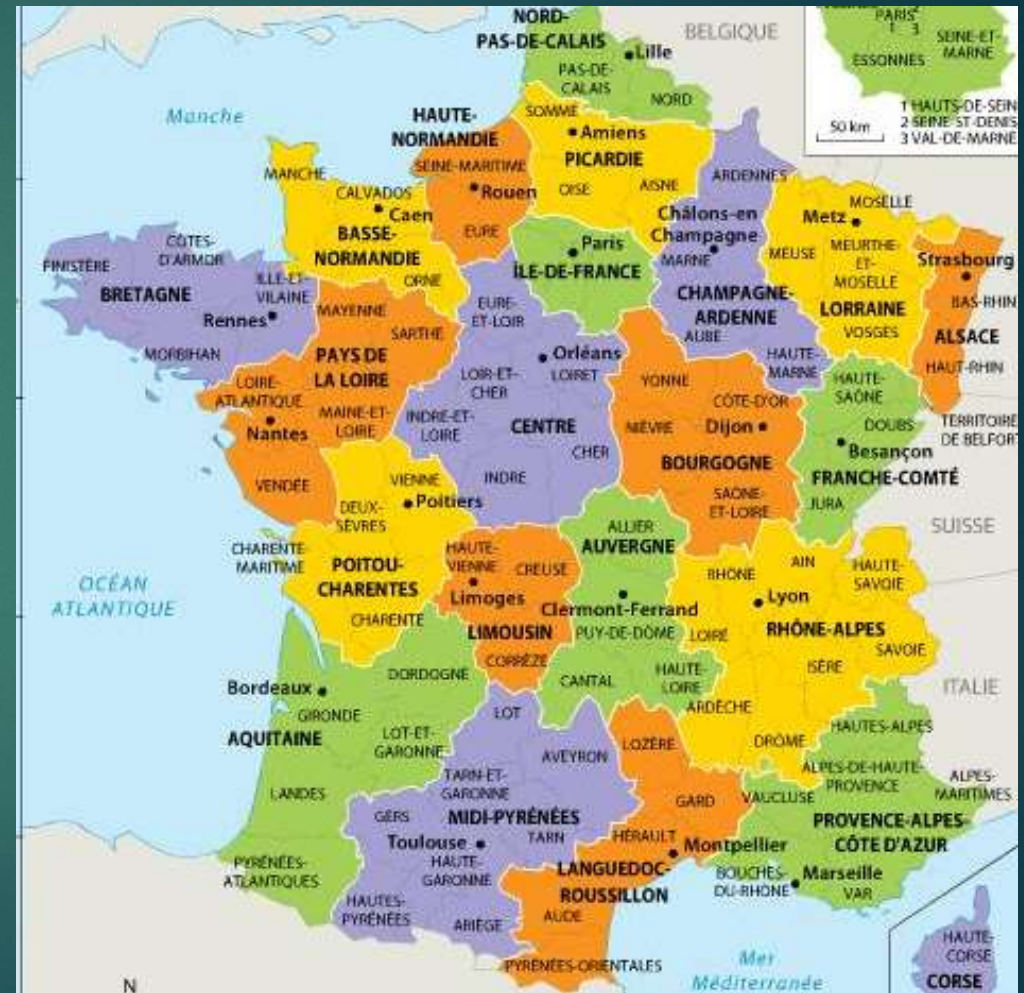 NORD-
PAS-DE-CALAIS
Lille
PAS-DE-
CALAIS
NORD
BELGIQUE
PARIS
1 3
SEINE-ET-
MARNE
ESSONNES
50 km
1 HAUTS-DE-SEIN
2 SEINE ST-DENIS
3 VAL-DE-MARNE
Manche
HAUTE-
NORMANDIE
SEINE-MARITIME
Rouen
EURE
SOMME
Amiens
PICARDIE
OISE
AISNE
ARDENNES
Châlons-en
Champagne
MARNE
CHAMPAGNE-
ARDENNE
AUBE
HAUTE-
MARNE
MOSELLE
Metz
MEUSE
MEURTHE-
ET-
MOSELLE
LORRAINE
VOSGES
Strasbourg
BAS-RHIN
ALSACE
HAUT-RHIN
MANCHE
CALVADOS
Caen
BASSE-
NORMANDIE
ORNE
Paris
ÎLE-DE-FRANCE
FINISTÈRE
CÔTES-
D'ARMOR
BRETAGNE
ILLE-ET-
VILAINE
Rennes
MORBIHAN
MAYENNE
SARTHE
PAYS DE
LA LOIRE
LOIRE-
ATLANTIQUE
MAINE-ET-
LOIRE
Nantes
VENDÉE
EURE-
ET-LOIR
Orléans
LOIRET
LOIR-ET-
CHER
INDRE-ET-
LOIRE
CENTRE
CHER
INDRE
YONNE
CÔTE-D'OR
NIÈVRE
Dijon
BOURGOGNE
SAÔNE-
ET-LOIRE
HAUTE-
SAÔNE
DOUBS
TERRITOIRE
DE BELFORT
Besançon
FRANCHE-COMTÉ
JURA
SUISSE
VIENNE
Poitiers
DEUX-
SÈVRES
CHARENTE-
MARITIME
POITOU-
CHARENTES
CHARENTE
OCÉAN
ATLANTIQUE
HAUTE-
VIENNE
CREUSE
Limoges
LIMOUSIN
CORRÈZE
ALLIER
AUVERGNE
Clermont-Ferrand
PUY-DE-DÔME
CANTAL
HAUTE-
LOIRE
RHÔNE
AIN
HAUTE-
SAVOIE
Lyon
LOIRE
RHÔNE-ALPES
SAVOIE
ISÈRE
ARDÈCHE
DRÔME
ITALIE
Bordeaux
GIRONDE
DORDOGNE
AQUITAINE
LOT-ET-
GARONNE
LANDES
PYRÉNÉES-
ATLANTIQUES
LOT
AVEYRON
TARN-ET-
GARONNE
GERS
MIDI-PYRÉNÉES
TARN
Toulouse
HAUTE-
GARONNE
HAUTES-
PYRÉNÉES
ARIÈGE
LOZÈRE
GARD
HÉRAULT
Montpellier
LANGUEDOC-
ROUSSILLON
AUDE
PYRÉNÉES-ORIENTALES
HAUTES-ALPES
ALPES-DE-HAUTE-
PROVENCE
ALPES-
MARITIMES
VAUCLUSE
PROVENCE-ALPES-
CÔTE D'AZUR
BOUCHES-
DU-RHÔNE
Marseille
VAR
Mer
Méditerranée
HAUTE-
CORSE
CORSE
N